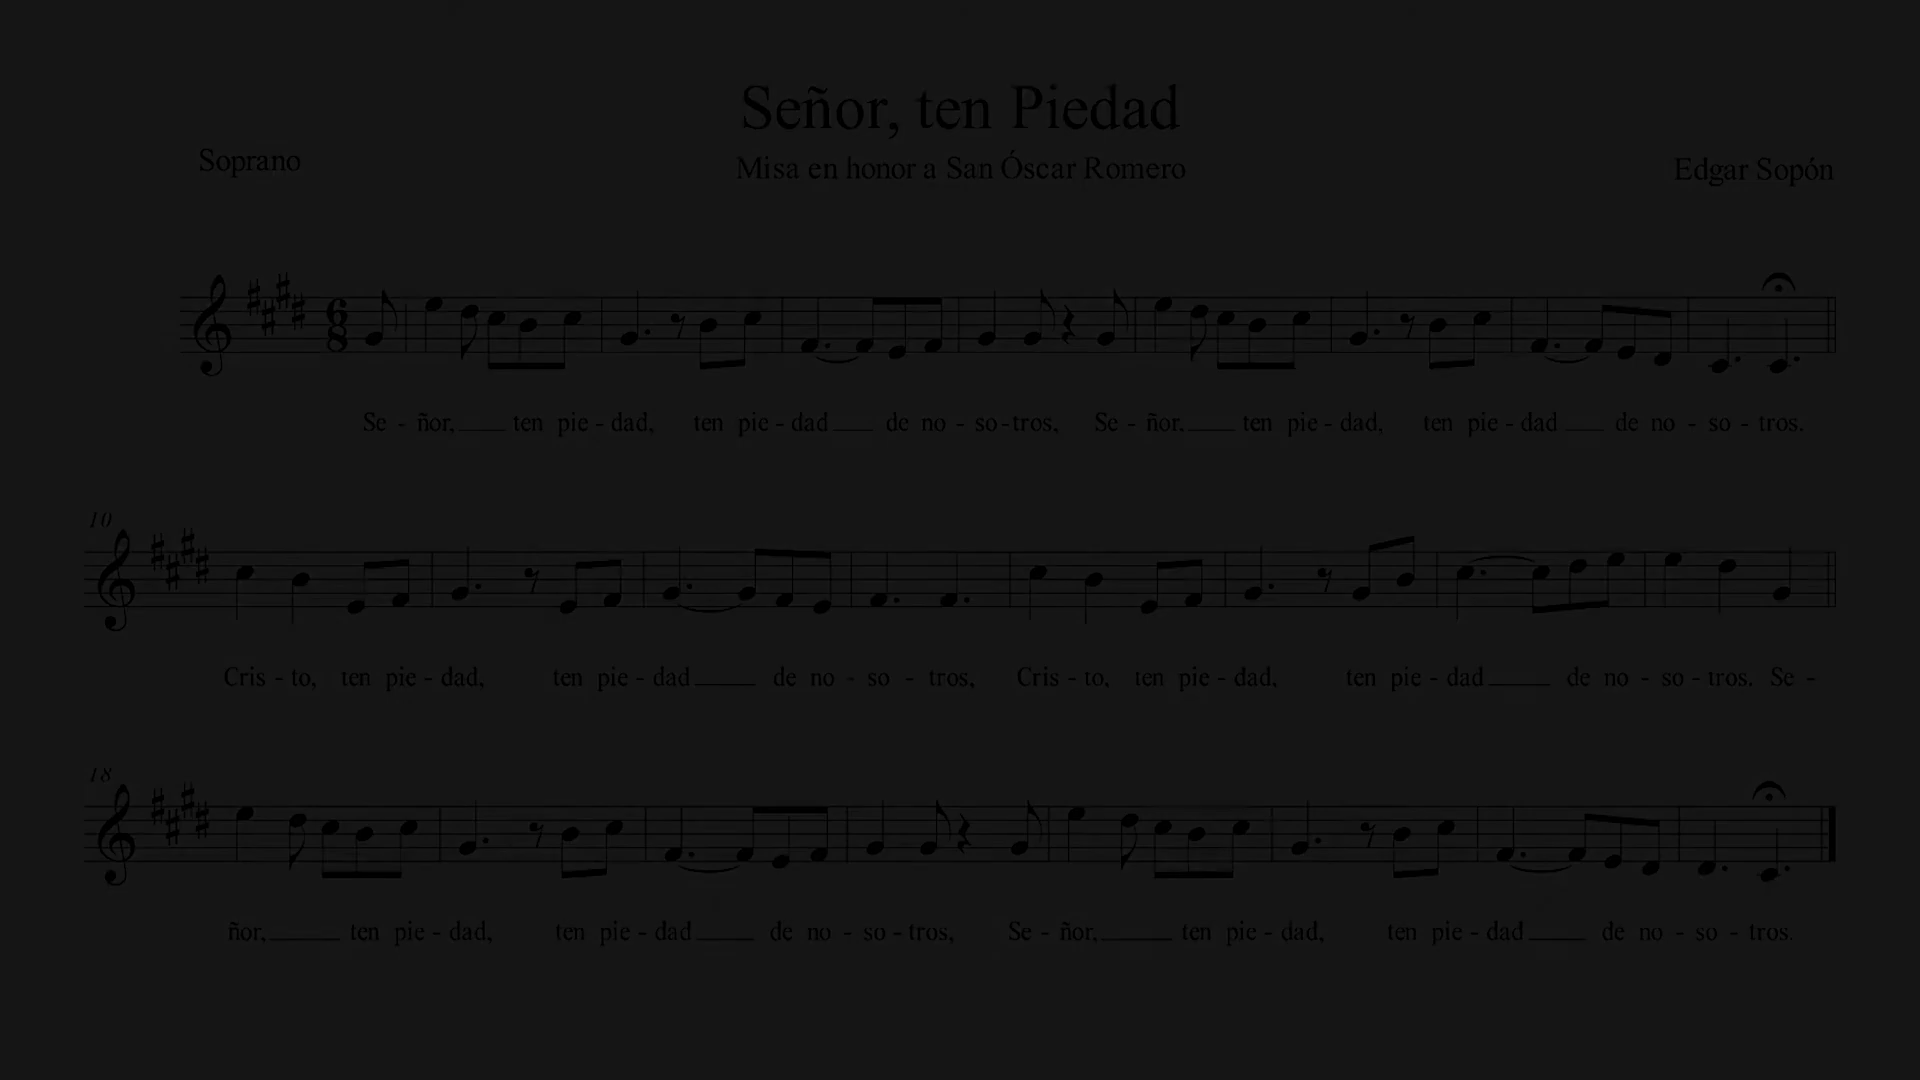 Señor, ten Piedad
Soprano
Misa en honor a San Óscar Romero
Edgar Sopón
6
8
Se - ñor, ten pie - dad, ten pie - dad de no - so - tros, Se - ñor, ten pie - dad, ten pie - dad de no - so - tros.
10
Cris - to, ten pie - dad, ten pie - dad de no - so - tros, Cris - to, ten pie - dad, ten pie - dad de no - so - tros. Se -
18
ñor, ten pie - dad, ten pie - dad de no - so - tros, Se - ñor, ten pie - dad, ten pie - dad de no - so - tros.